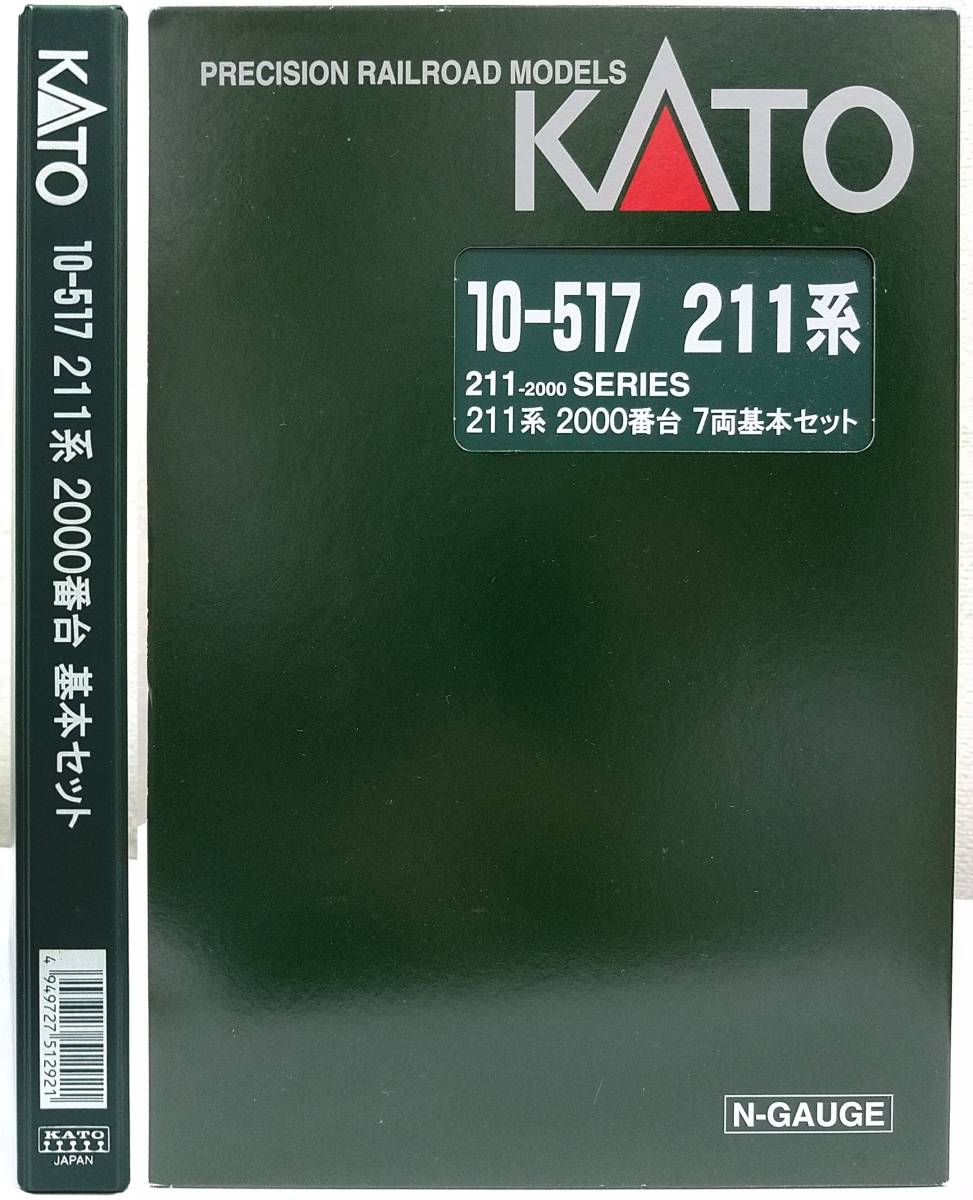 KATO
10-517 211系 2000番台 基本セット
4 949727 512921
KATO
JAPAN
PRECISION RAILROAD MODELS
KATO
10-517 211系
211-2000 SERIES
211系 2000番台 7両基本セット
N-GAUGE